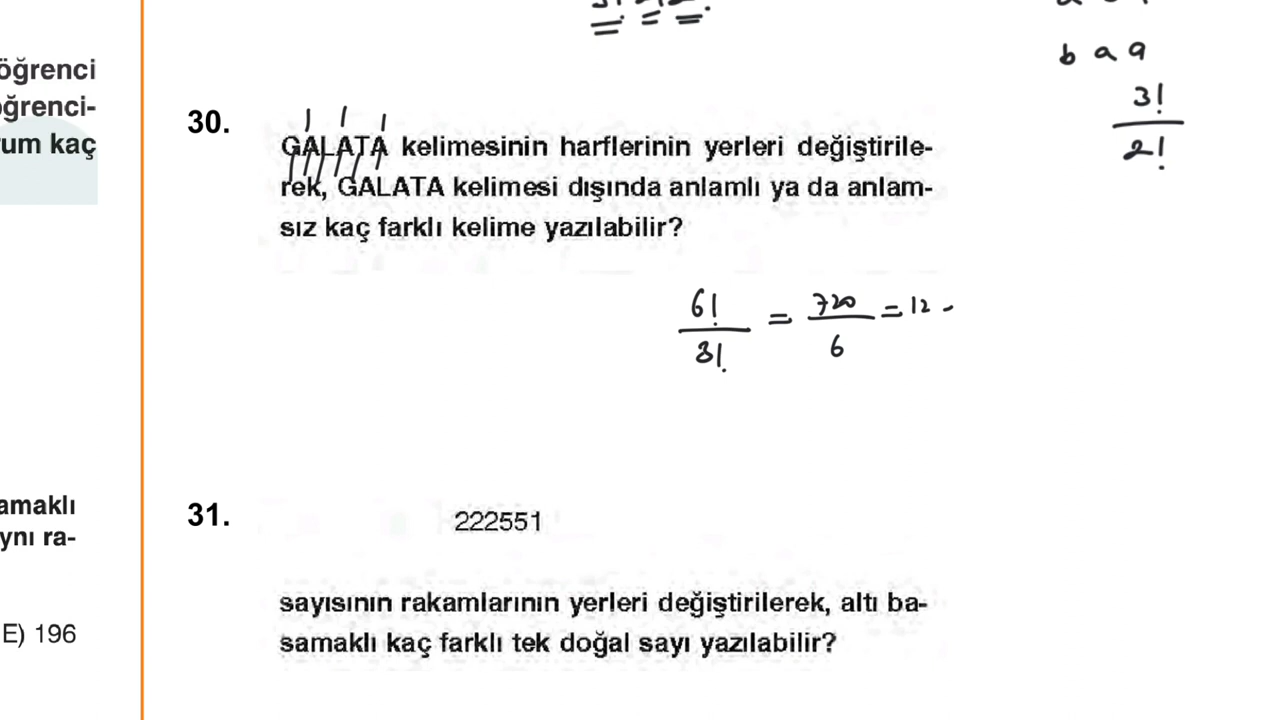 öğrenci
ğrenci-
rum kaç
amaklı
ynı ra-
E) 196
b a a
3!
2!
30.
GALATA kelimesinin harflerinin yerleri değiştirile-
rek, GALATA kelimesi dışında anlamlı ya da anlam-
sız kaç farklı kelime yazılabilir?
6! / 3! = 720 / 6 = 12
31.
222551
sayısının rakamlarının yerleri değiştirilerek, altı ba-
samaklı kaç farklı tek doğal sayı yazılabilir?